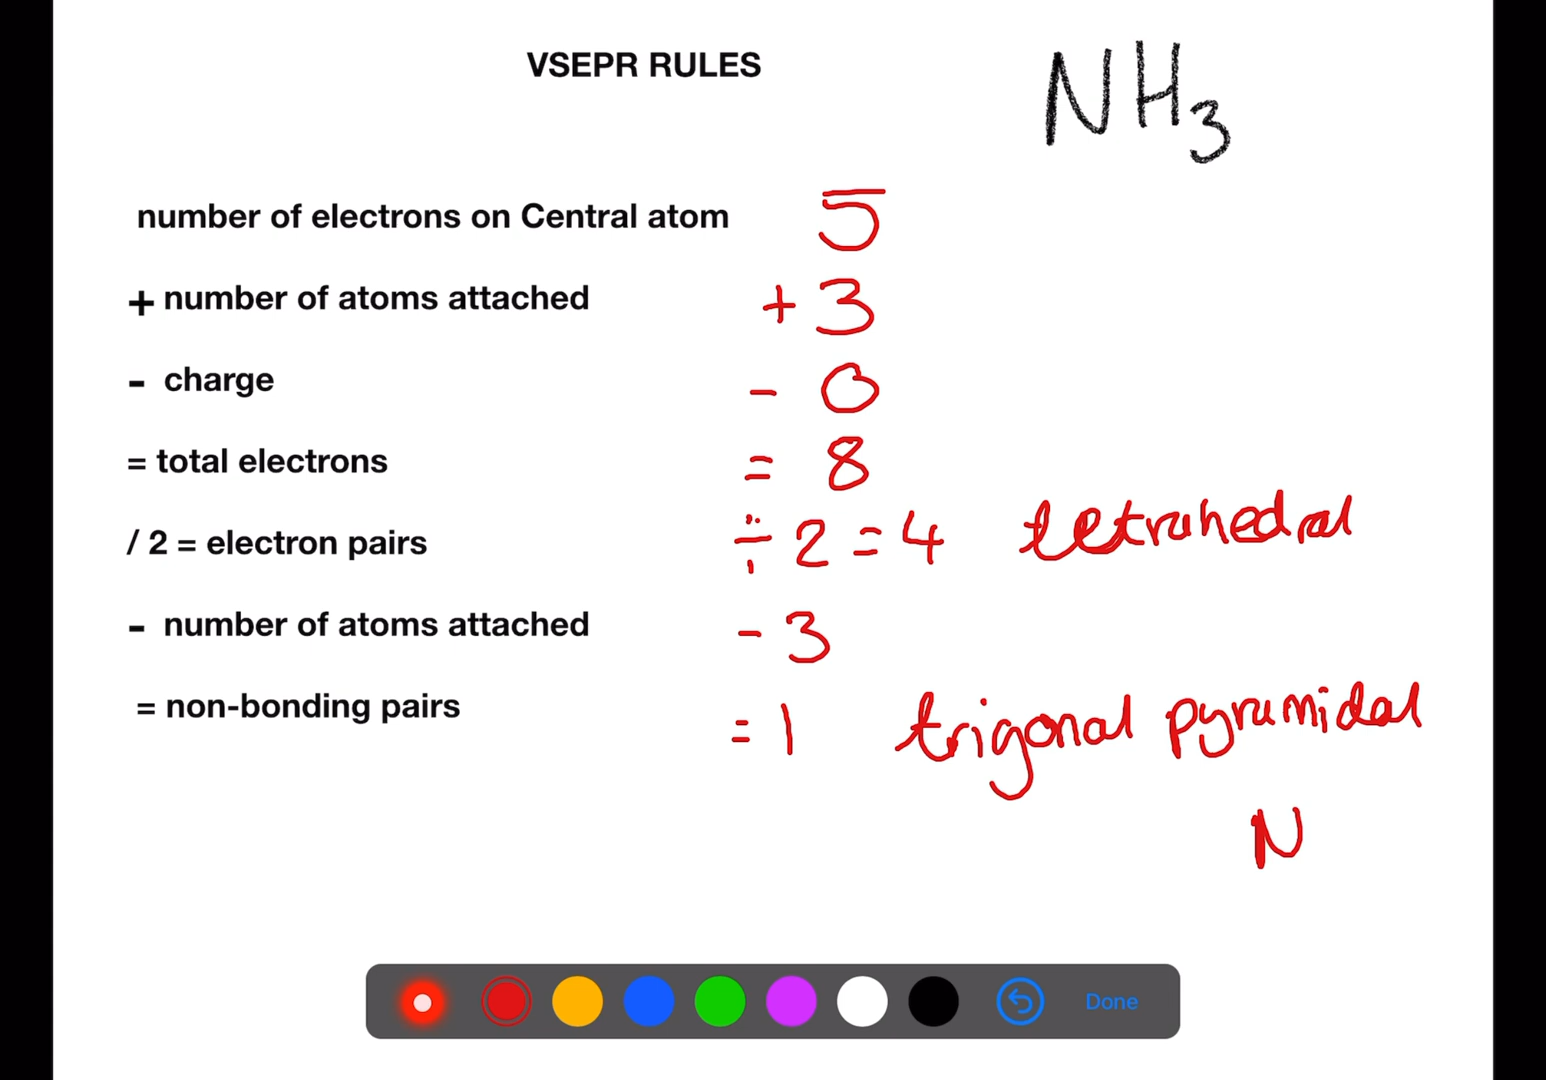 VSEPR RULES NH3
number of electrons on Central atom 5
+ number of atoms attached + 3
- charge - 0
= total electrons = 8
/ 2 = electron pairs ÷ 2 = 4 tetrahedral
- number of atoms attached - 3
= non-bonding pairs = 1 trigonal pyramidal
N
Done